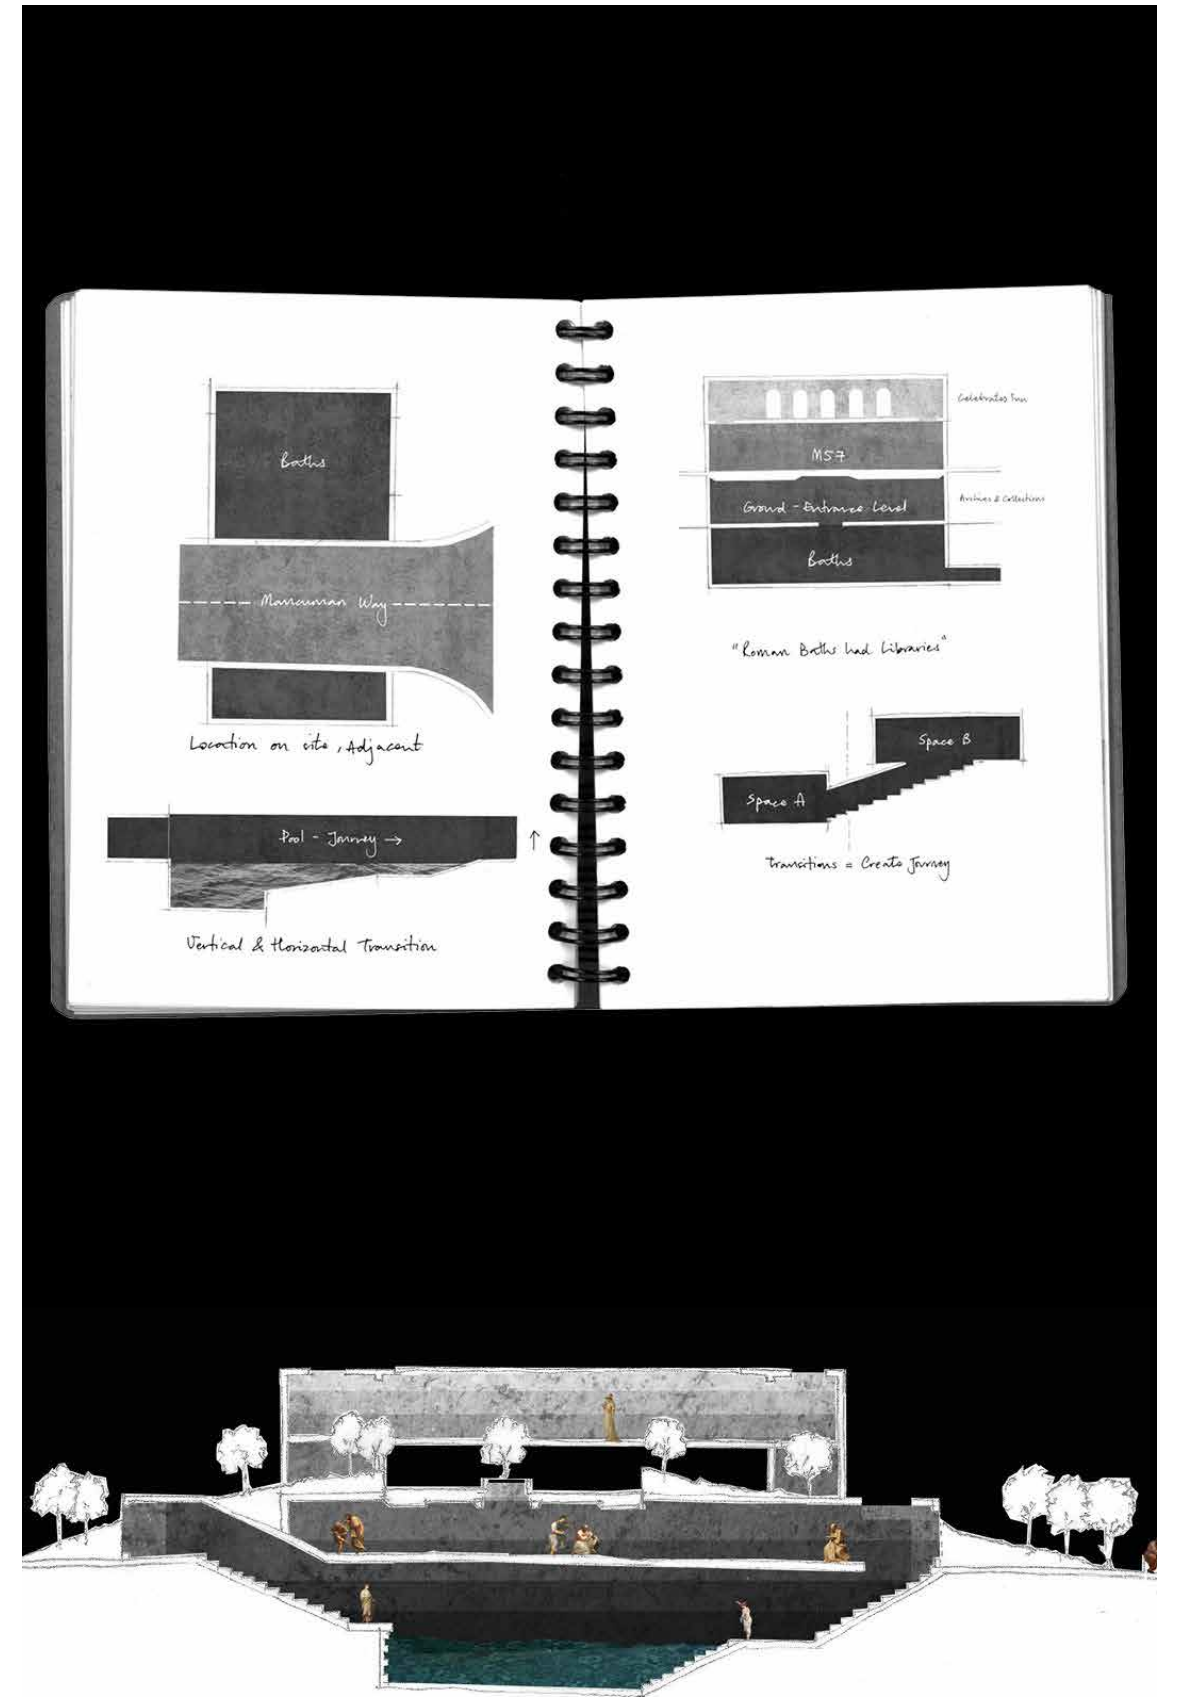 Baths
Mancunian Way
Location on site, Adjacent
Pool - Journey →
Vertical & Horizontal Transition
Celebrates
M57
Ground - Entrance Level
Archives & Collections
Baths
"Roman Baths had Libraries"
Space B
Space A
Transitions = Create Journey